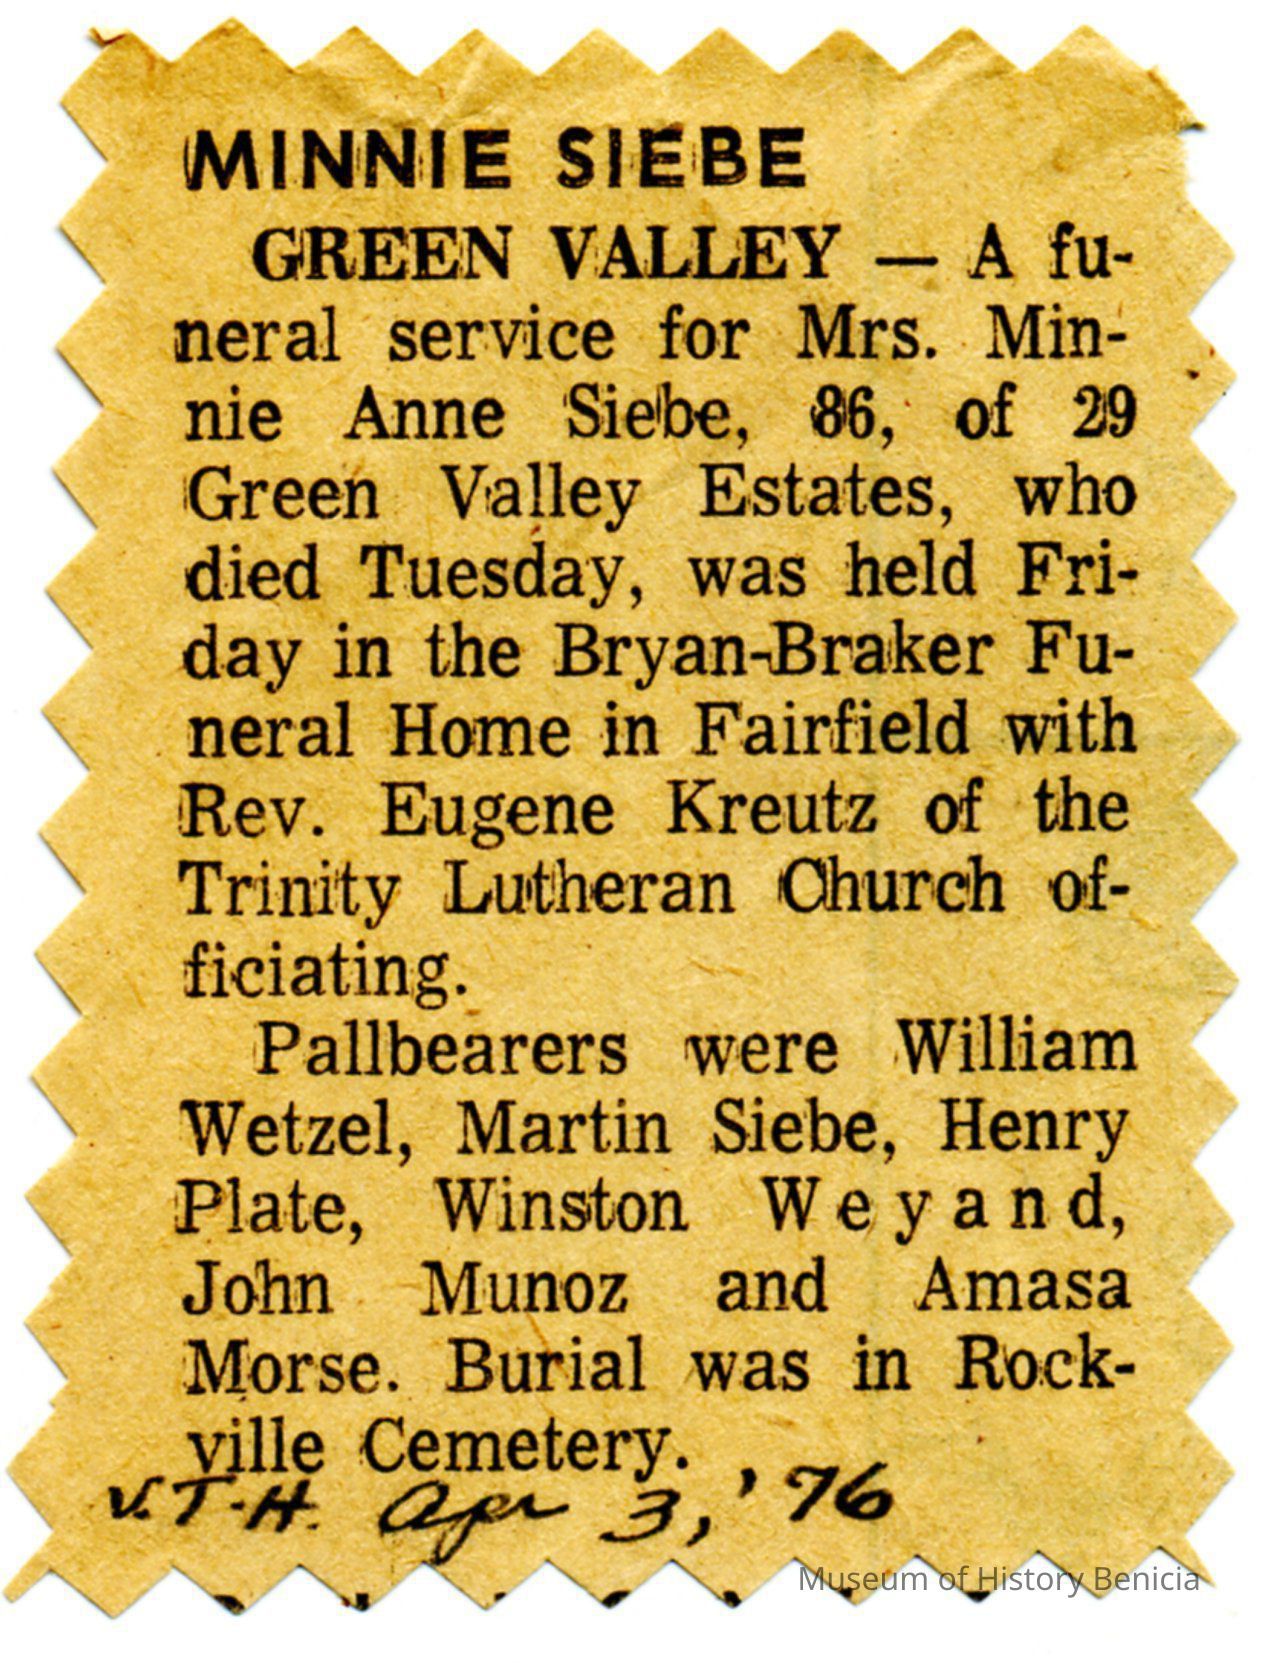 MINNIE SIEBE
GREEN VALLEY — A fu-
neral service for Mrs. Min-
nie Anne Siebe, 86, of 29
Green Valley Estates, who
died Tuesday, was held Fri-
day in the Bryan-Braker Fu-
neral Home in Fairfield with
Rev. Eugene Kreutz of the
Trinity Lutheran Church of-
ficiating.
Pallbearers were William
Wetzel, Martin Siebe, Henry
Plate, Winston Weyand,
John Munoz and Amasa
Morse. Burial was in Rock-
ville Cemetery.
V.T-H. Apr 3, '76
Museum of History Benicia